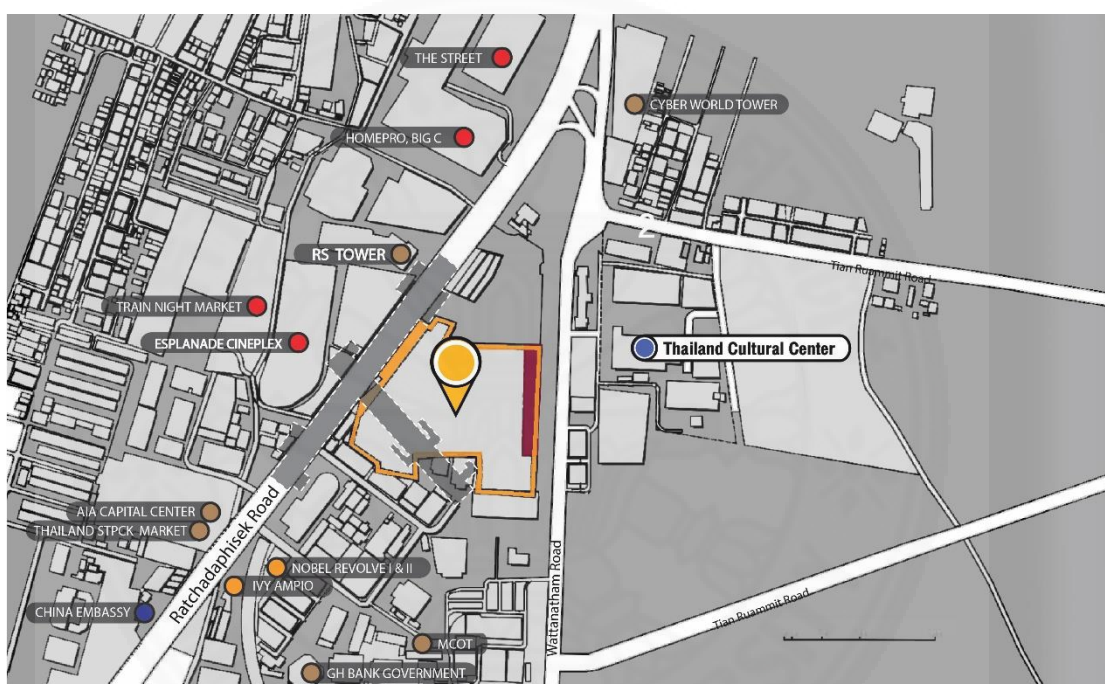 THE STREET
CYBER WORLD TOWER
HOMEPRO, BIG C
2
RS TOWER
Tian Ruammit Road
TRAIN NIGHT MARKET
ESPLANADE CINEPLEX
Thailand Cultural Center
AIA CAPITAL CENTER
THAILAND STPCK MARKET
Ratchadaphisek Road
Wattanatham Road
NOBEL REVOLVE I & II
IVY AMPIO
CHINA EMBASSY
Tian Ruammit Road
MCOT
GH BANK GOVERNMENT